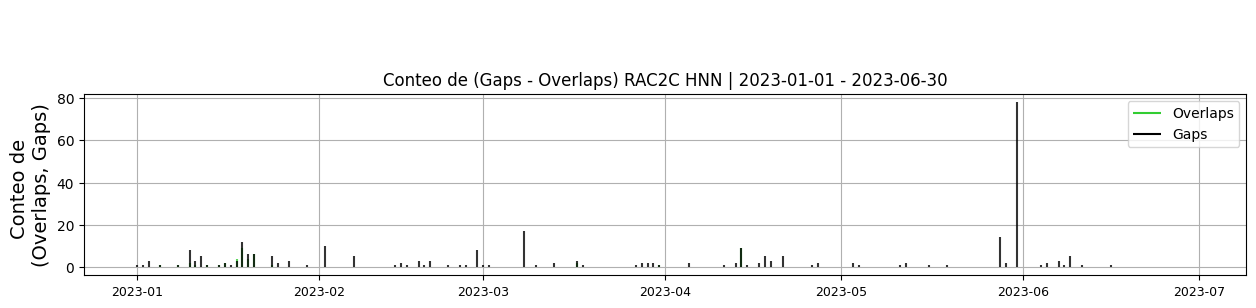 Conteo de (Gaps - Overlaps) RAC2C HNN | 2023-01-01 - 2023-06-30
Conteo de
(Overlaps, Gaps)
80
60
40
20
0
Overlaps
Gaps
2023-01
2023-02
2023-03
2023-04
2023-05
2023-06
2023-07